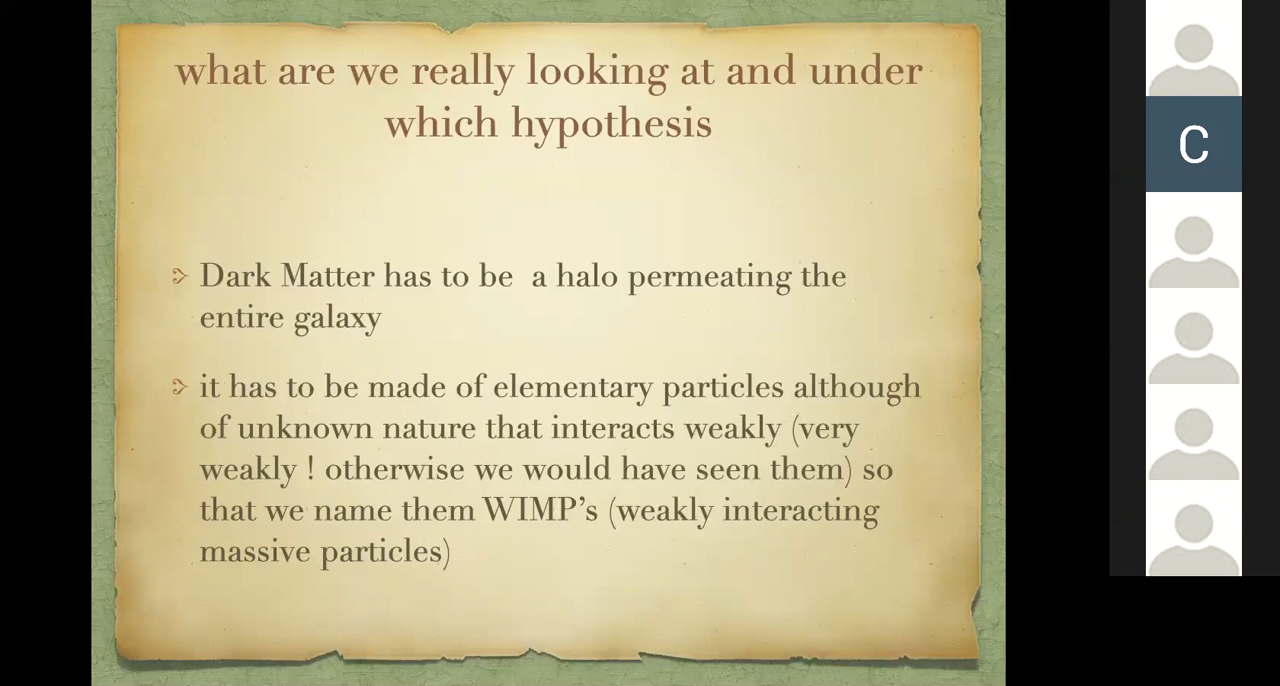 what are we really looking at and under
which hypothesis
Dark Matter has to be a halo permeating the
entire galaxy
it has to be made of elementary particles although
of unknown nature that interacts weakly (very
weakly ! otherwise we would have seen them) so
that we name them WIMP's (weakly interacting
massive particles)
C